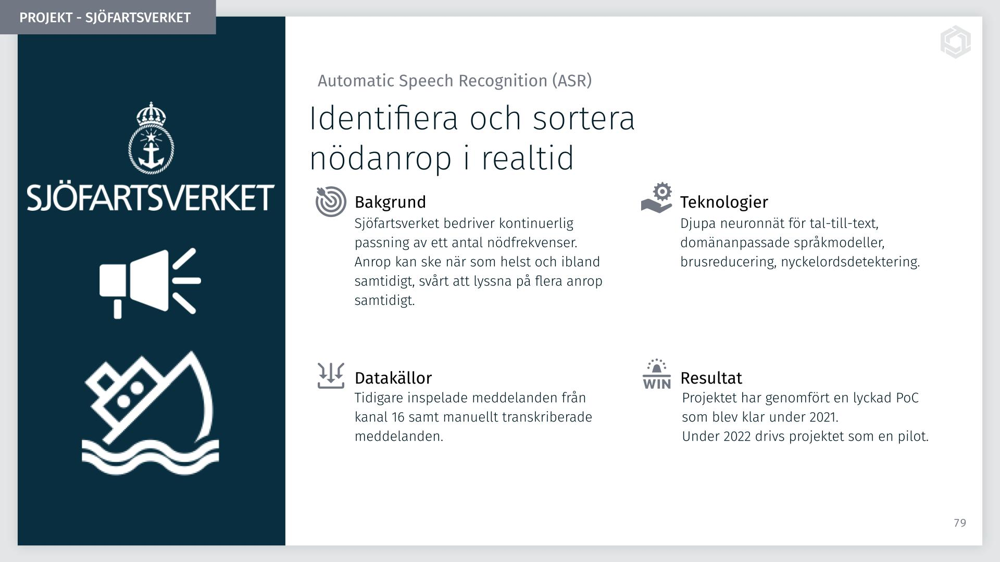 PROJEKT - SJÖFARTSVERKET
SJÖFARTSVERKET
Automatic Speech Recognition (ASR)
Identifiera och sortera
nödanrop i realtid
Bakgrund
Sjöfartsverket bedriver kontinuerlig
passning av ett antal nödfrekvenser.
Anrop kan ske när som helst och ibland
samtidigt, svårt att lyssna på flera anrop
samtidigt.
Teknologier
Djupa neuronnät för tal-till-text,
domänanpassade språkmodeller,
brusreducering, nyckelordsdetektering.
Datakällor
Tidigare inspelade meddelanden från
kanal 16 samt manuellt transkriberade
meddelanden.
WIN
Resultat
Projektet har genomfört en lyckad PoC
som blev klar under 2021.
Under 2022 drivs projektet som en pilot.
79